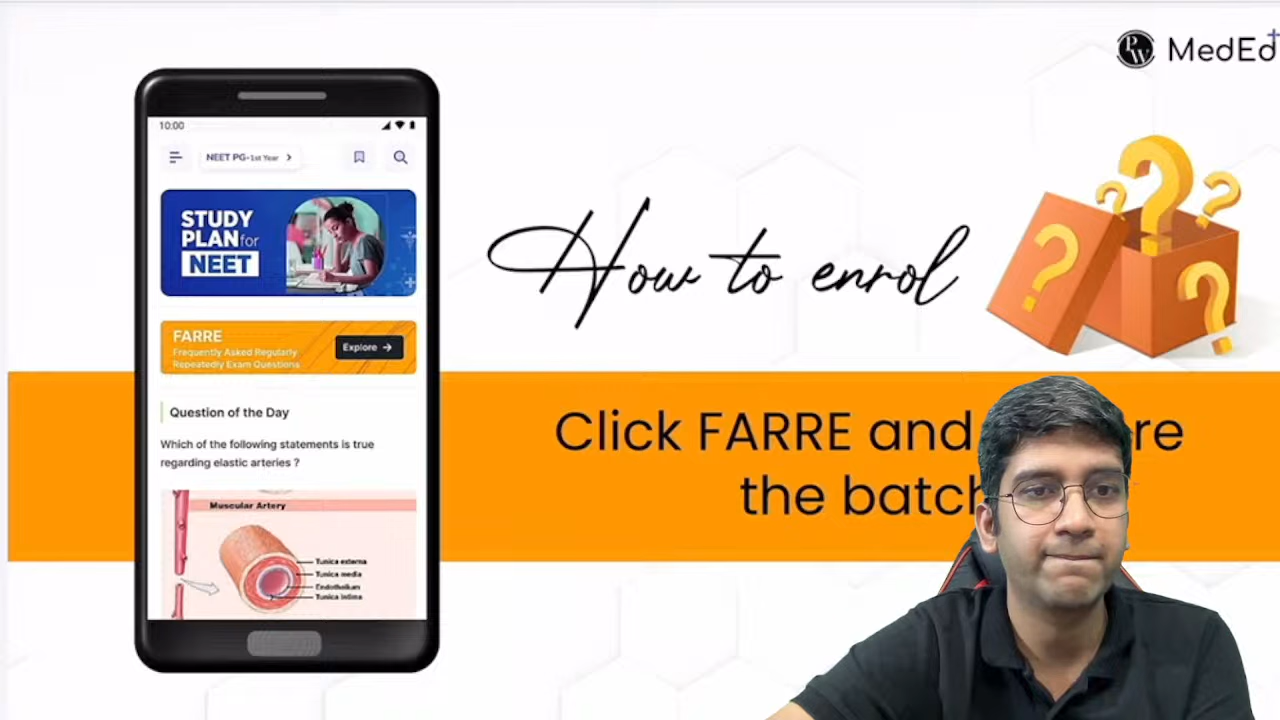 PW MedEd
10:00
NEET PG-1st Year
STUDY
PLAN for
NEET
FARRE
Frequently Asked Regularly
Repeatedly Exam Questions
Explore
Question of the Day
Which of the following statements is true
regarding elastic arteries ?
Muscular Artery
Tunica externa
Tunica media
Endothelium
Tunica intima
How to enrol
Click FARRE and re
the batch